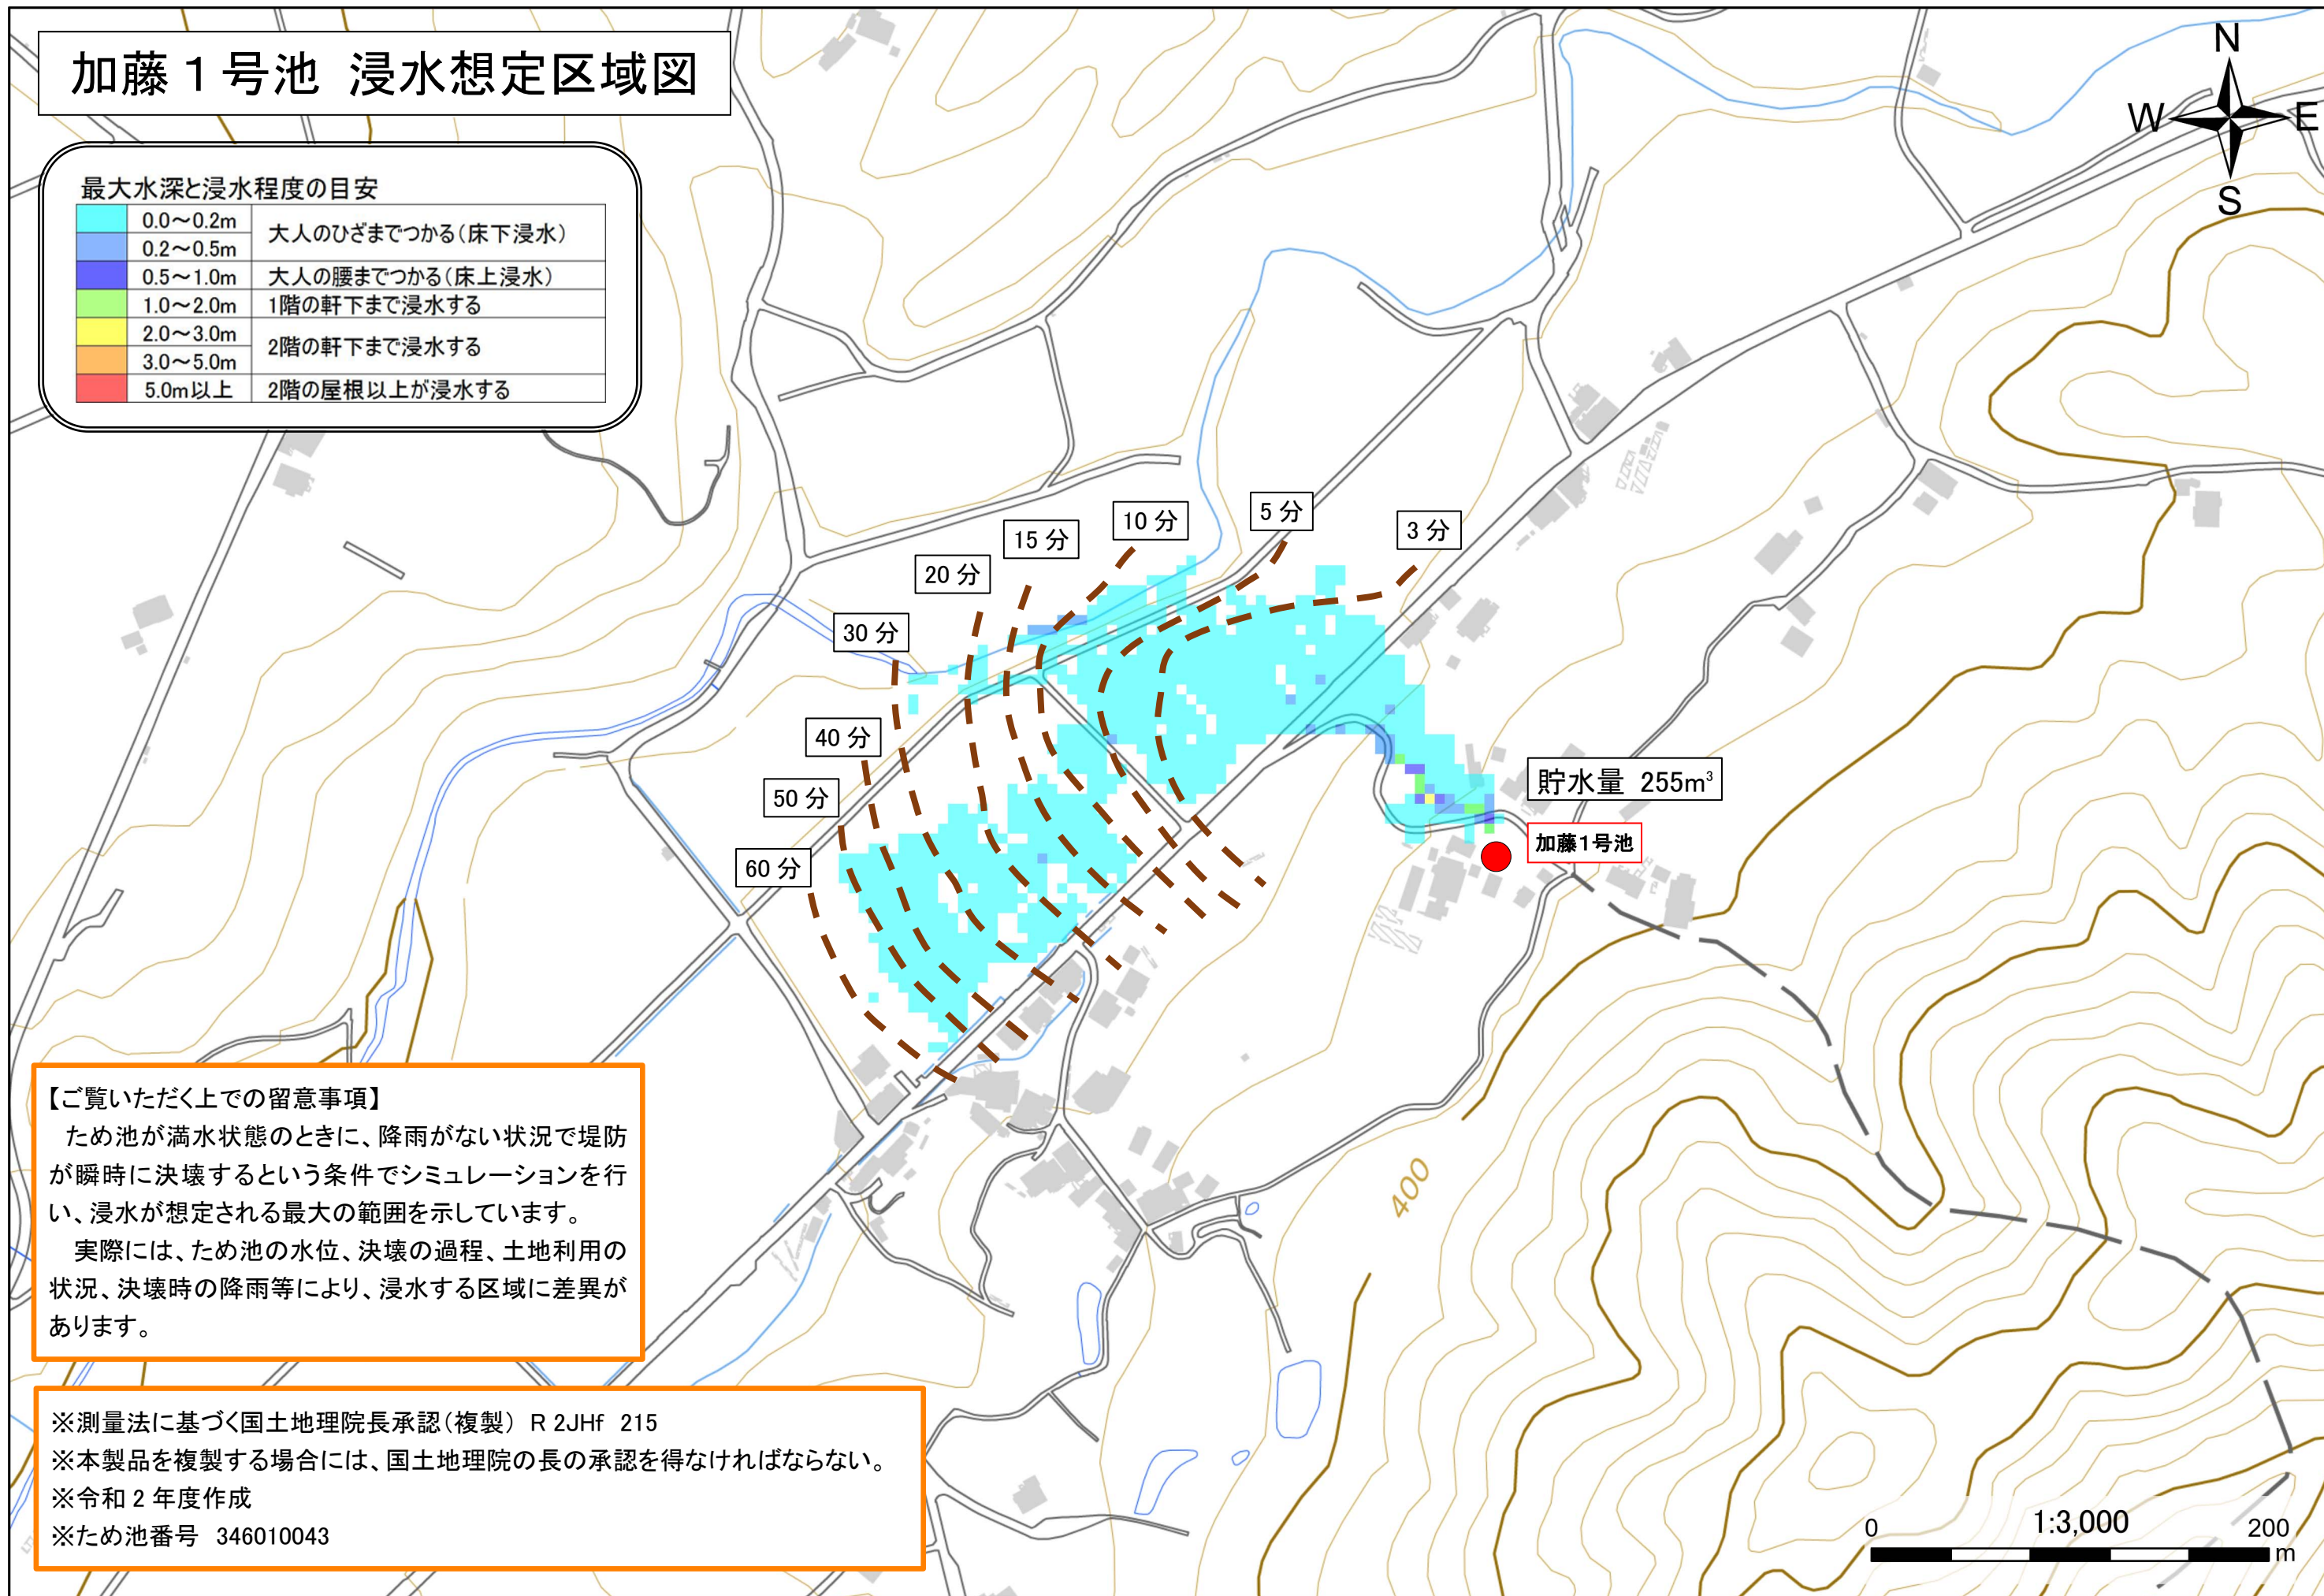 加藤１号池 浸水想定区域図
N
W
E
S
最大水深と浸水程度の目安
0.0～0.2m
大人のひざまでつかる（床下浸水）
0.2～0.5m
0.5～1.0m 大人の腰までつかる（床上浸水）
1.0～2.0m 1階の軒下まで浸水する
2.0～3.0m
2階の軒下まで浸水する
3.0～5.0m
5.0m以上 2階の屋根以上が浸水する
3 分
5 分
10 分
15 分
20 分
30 分
40 分
50 分
60 分
貯水量 255m³
加藤1号池
400
【ご覧いただく上での留意事項】
ため池が満水状態のときに、降雨がない状況で堤防
が瞬時に決壊するという条件でシミュレーションを行
い、浸水が想定される最大の範囲を示しています。
実際には、ため池の水位、決壊の過程、土地利用の
状況、決壊時の降雨等により、浸水する区域に差異が
あります。
※測量法に基づく国土地理院長承認（複製） R 2JHf 215
※本製品を複製する場合には、国土地理院の長の承認を得なければならない。
※令和 2 年度作成
※ため池番号 346010043
1:3,000
0 200
m